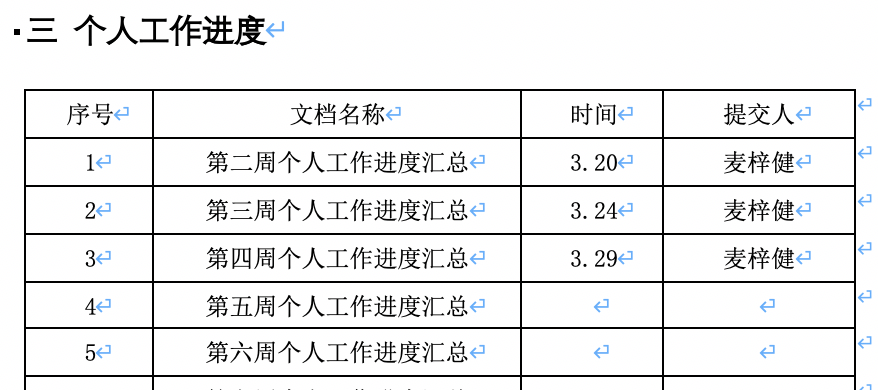 三 个人工作进度
序号 文档名称 时间 提交人
1 第二周个人工作进度汇总 3.20 麦梓健
2 第三周个人工作进度汇总 3.24 麦梓健
3 第四周个人工作进度汇总 3.29 麦梓健
4 第五周个人工作进度汇总
5 第六周个人工作进度汇总